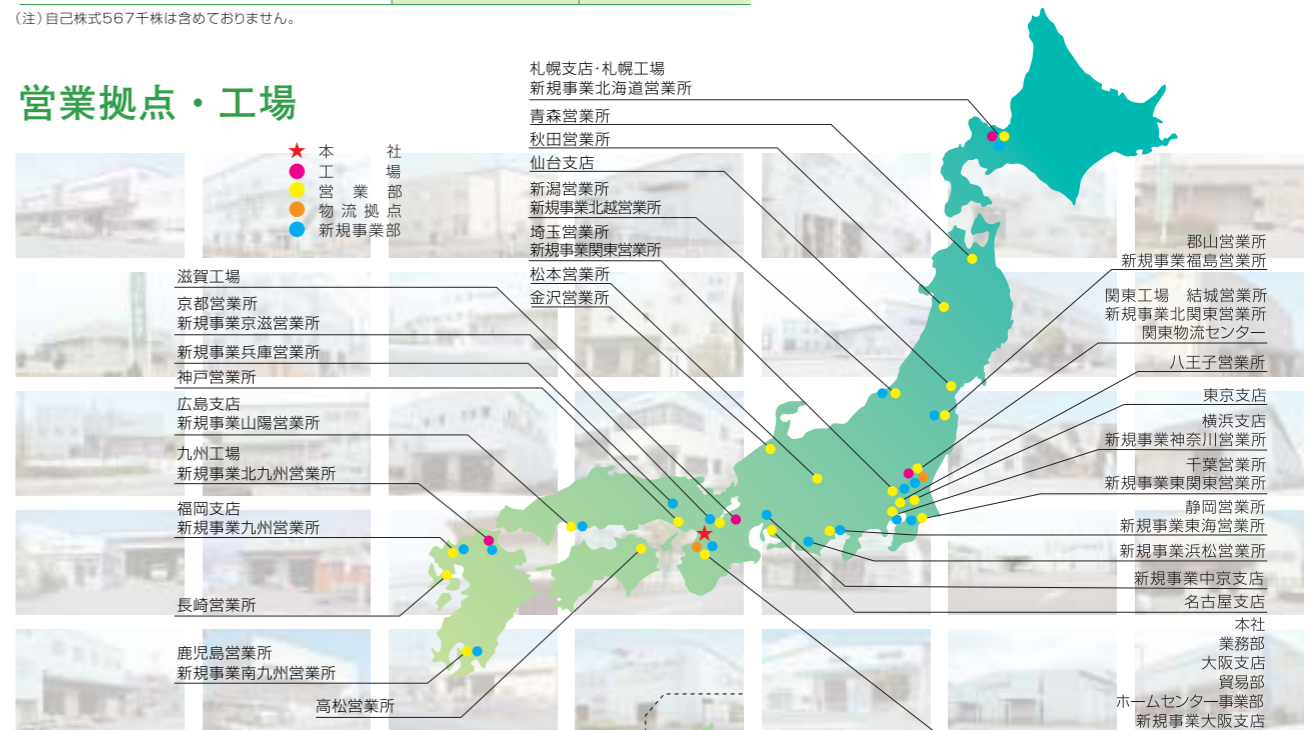 (注)自己株式567千株は含めておりません。
営業拠点・工場
本社
工場
営業部
物流拠点
新規事業部
札幌支店・札幌工場
新規事業北海道営業所
青森営業所
秋田営業所
仙台支店
新潟営業所
新規事業北越営業所
埼玉営業所
新規事業関東営業所
松本営業所
金沢営業所
滋賀工場
京都営業所
新規事業京滋営業所
新規事業兵庫営業所
神戸営業所
広島支店
新規事業山陽営業所
九州工場
新規事業北九州営業所
福岡支店
新規事業九州営業所
長崎営業所
鹿児島営業所
新規事業南九州営業所
高松営業所
郡山営業所
新規事業福島営業所
関東工場 結城営業所
新規事業北関東営業所
関東物流センター
八王子営業所
東京支店
横浜支店
新規事業神奈川営業所
千葉営業所
新規事業東関東営業所
静岡営業所
新規事業東海営業所
新規事業浜松営業所
新規事業中京支店
名古屋支店
本社
業務部
大阪支店
貿易部
ホームセンター事業部
新規事業大阪支店